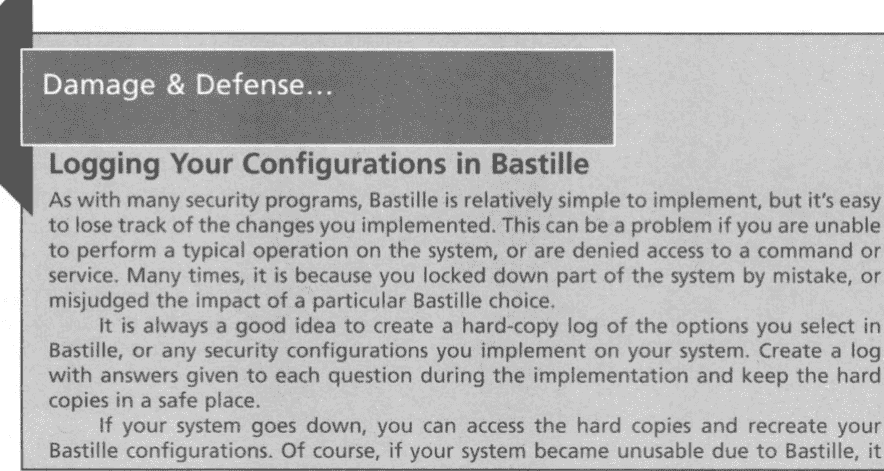 Damage & Defense...
Logging Your Configurations in Bastille
As with many security programs, Bastille is relatively simple to implement, but it's easy
to lose track of the changes you implemented. This can be a problem if you are unable
to perform a typical operation on the system, or are denied access to a command or
service. Many times, it is because you locked down part of the system by mistake, or
misjudged the impact of a particular Bastille choice.
It is always a good idea to create a hard-copy log of the options you select in
Bastille, or any security configurations you implement on your system. Create a log
with answers given to each question during the implementation and keep the hard
copies in a safe place.
If your system goes down, you can access the hard copies and recreate your
Bastille configurations. Of course, if your system became unusable due to Bastille, it